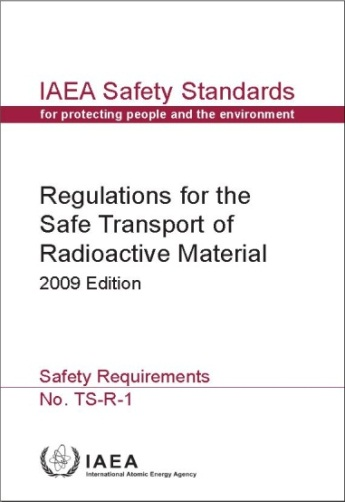 IAEA Safety Standards
for protecting people and the environment
Regulations for the
Safe Transport of
Radioactive Material
2009 Edition
Safety Requirements
No. TS-R-1
IAEA
International Atomic Energy Agency